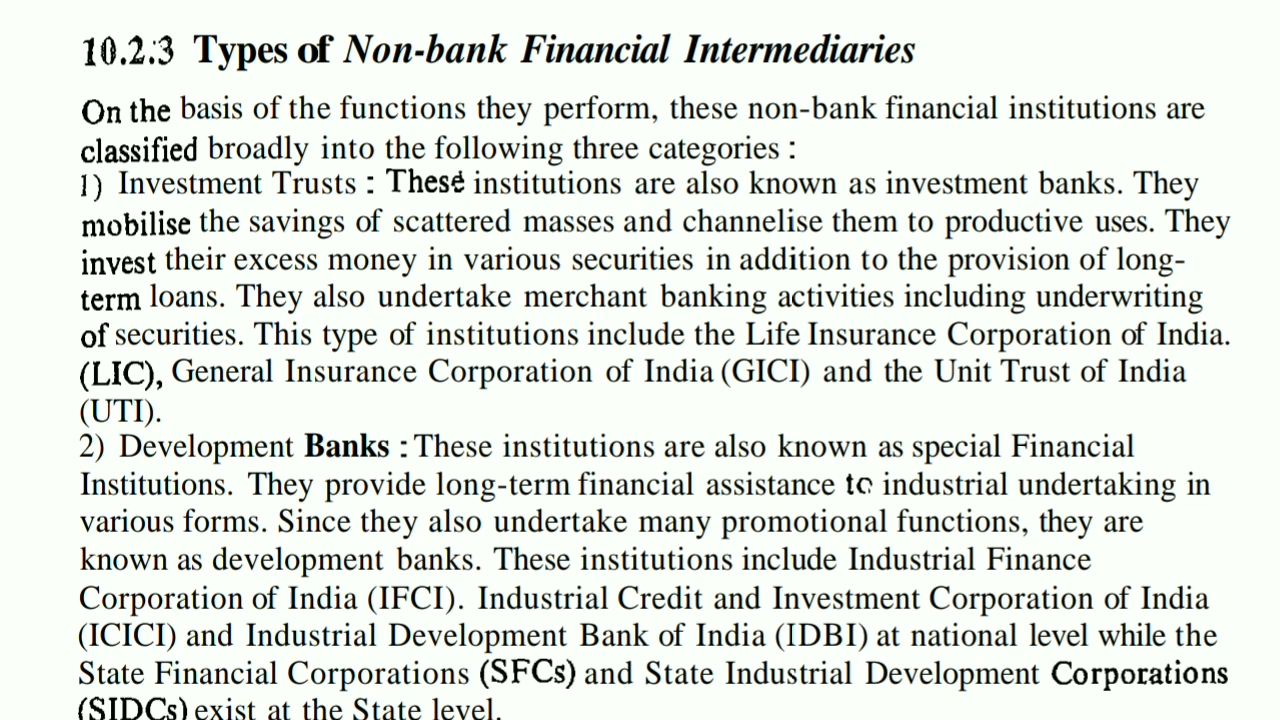 10.2.3 Types of Non-bank Financial Intermediaries
On the basis of the functions they perform, these non-bank financial institutions are
classified broadly into the following three categories :
1) Investment Trusts : These institutions are also known as investment banks. They
mobilise the savings of scattered masses and channelise them to productive uses. They
invest their excess money in various securities in addition to the provision of long-
term loans. They also undertake merchant banking activities including underwriting
of securities. This type of institutions include the Life Insurance Corporation of India.
(LIC), General Insurance Corporation of India (GICI) and the Unit Trust of India
(UTI).
2) Development Banks : These institutions are also known as special Financial
Institutions. They provide long-term financial assistance to industrial undertaking in
various forms. Since they also undertake many promotional functions, they are
known as development banks. These institutions include Industrial Finance
Corporation of India (IFCI). Industrial Credit and Investment Corporation of India
(ICICI) and Industrial Development Bank of India (IDBI) at national level while the
State Financial Corporations (SFCs) and State Industrial Development Corporations
(SIDCs) exist at the State level.